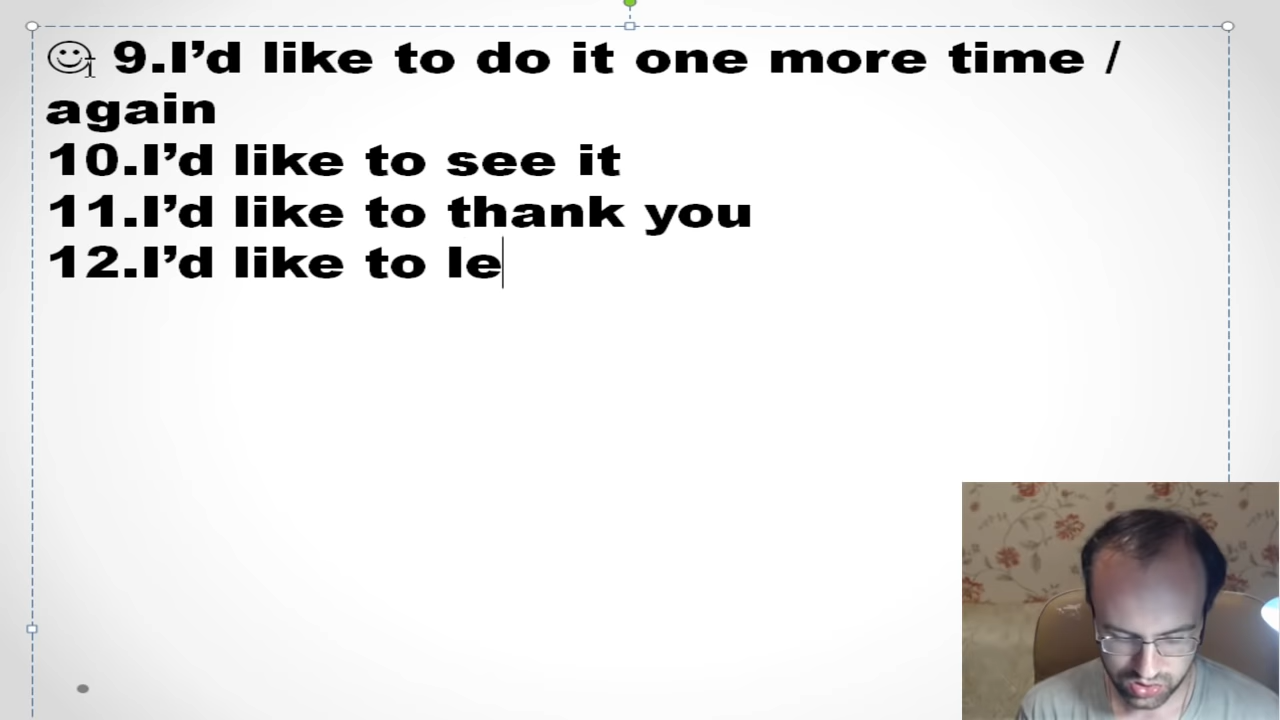 ☺ 9.I’d like to do it one more time /
again
10.I’d like to see it
11.I’d like to thank you
12.I’d like to le